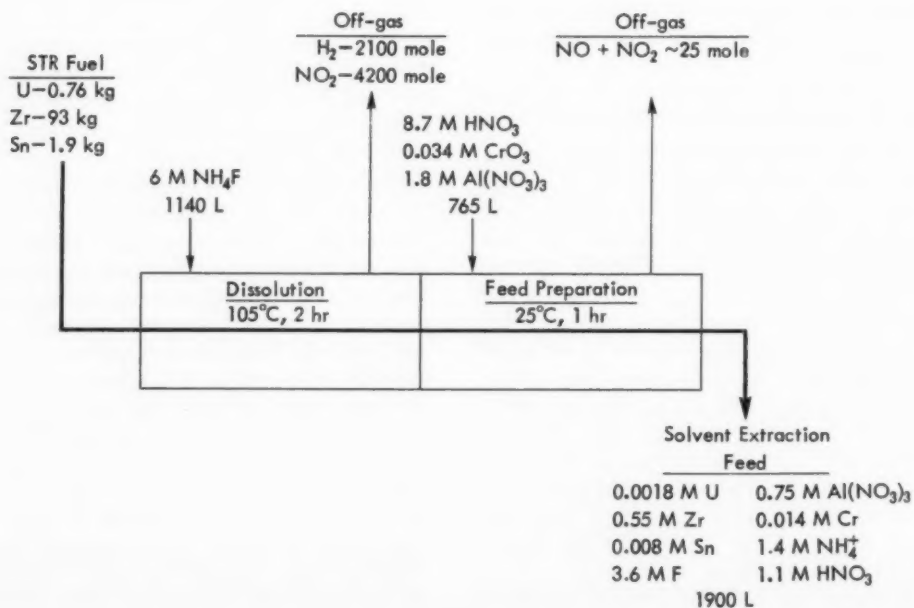 STR Fuel
U—0.76 kg
Zr—93 kg
Sn—1.9 kg
6 M NH₄F
1140 L
Off-gas
H₂—2100 mole
NO₂—4200 mole
8.7 M HNO₃
0.034 M CrO₃
1.8 M Al(NO₃)₃
765 L
Off-gas
NO + NO₂ ~25 mole
Dissolution
105°C, 2 hr
Feed Preparation
25°C, 1 hr
Solvent Extraction
Feed
0.0018 M U 0.75 M Al(NO₃)₃
0.55 M Zr 0.014 M Cr
0.008 M Sn 1.4 M NH₄⁺
3.6 M F 1.1 M HNO₃
1900 L